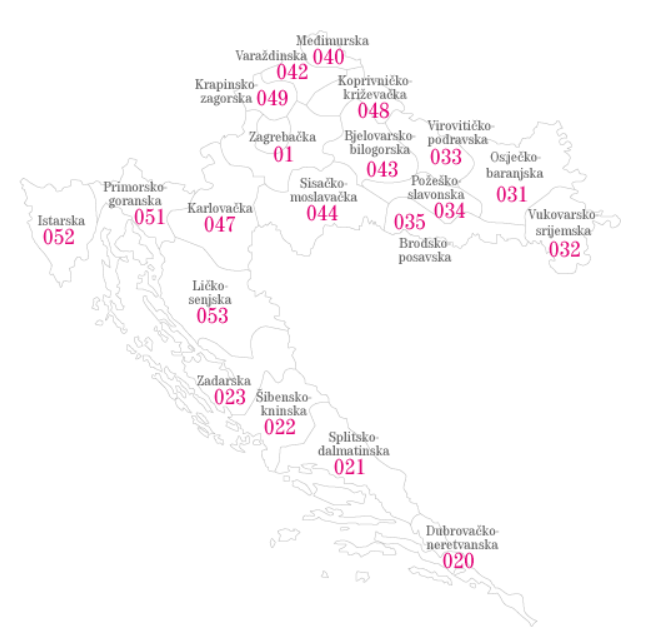 Međimurska
040
Varaždinska
042
Krapinsko-
zagorska 049
Koprivničko-
križevačka
048
Zagrebačka
01
Bjelovarsko-
bilogorska
043
Virovitičko-
podravska
033
Osječko-
baranjska
031
Primorsko-
goranska
051
Karlovačka
047
Sisačko-
moslavačka
044
Požeško-
slavonska
034
035
Brodsko-
posavska
Vukovarsko-
srijemska
032
Istarska
052
Ličko-
senjska
053
Zadarska
023
Šibensko-
kninska
022
Splitsko-
dalmatinska
021
Dubrovačko-
neretvanska
020